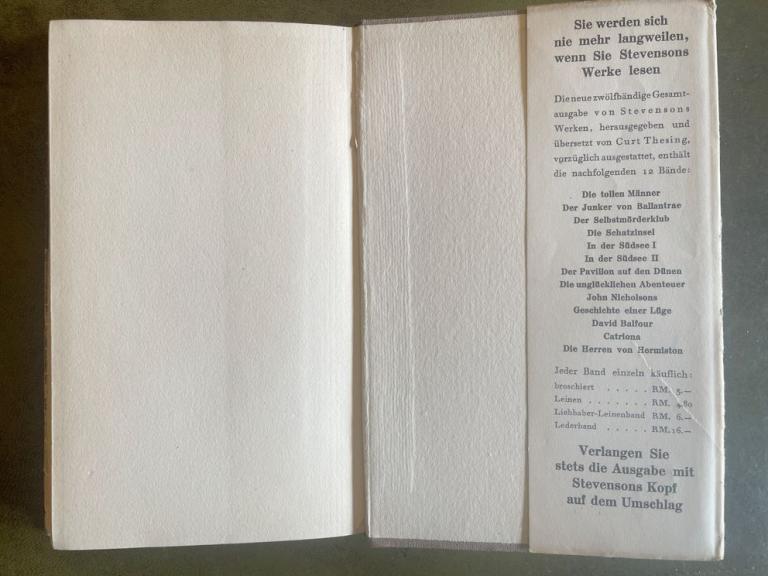 Sie werden sich
nie mehr langweilen,
wenn Sie Stevensons
Werke lesen
Die neue zwölfbändige Gesamt-
ausgabe von Stevensons
Werken, herausgegeben und
übersetzt von Curt Thesing,
vorzüglich ausgestattet, enthält
die nachfolgenden 12 Bände:
Die tollen Männer
Der Junker von Ballantrae
Der Selbstmörderklub
Die Schatzinsel
In der Südsee I
In der Südsee II
Der Pavillon auf den Dünen
Die unglücklichen Abenteuer
John Nicholsons
Geschichte einer Lüge
David Balfour
Catriona
Die Herren von Hermiston
Jeder Band einzeln käuflich:
broschiert . . . . . RM.
Leinen . . . . . . . RM. 4.80
Liebhaber-Leinenband RM. 6.—
Lederband . . . . . RM. 16.—
Verlangen Sie
stets die Ausgabe mit
Stevensons Kopf
auf dem Umschlag